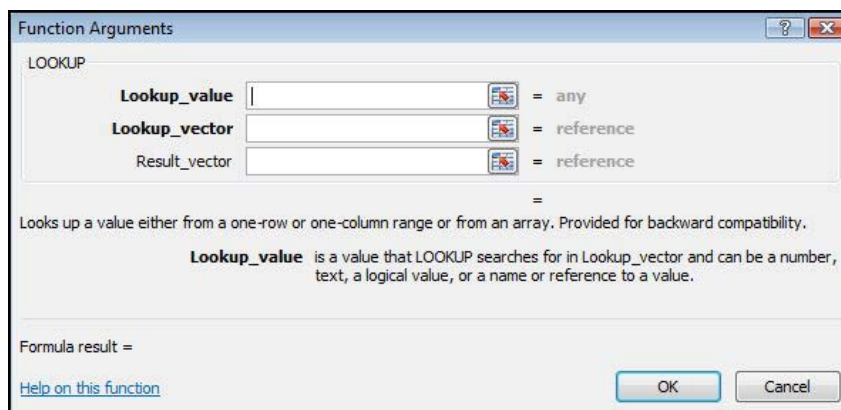 Function Arguments
LOOKUP
Lookup_value = any
Lookup_vector = reference
Result_vector = reference
=
Looks up a value either from a one-row or one-column range or from an array. Provided for backward compatibility.
Lookup_value is a value that LOOKUP searches for in Lookup_vector and can be a number,
text, a logical value, or a name or reference to a value.
Formula result =
Help on this function OK Cancel